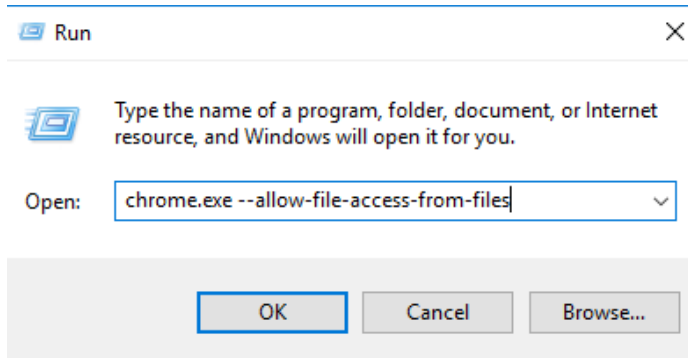 Run
Type the name of a program, folder, document, or Internet
resource, and Windows will open it for you.
Open: chrome.exe --allow-file-access-from-files
OK Cancel Browse...